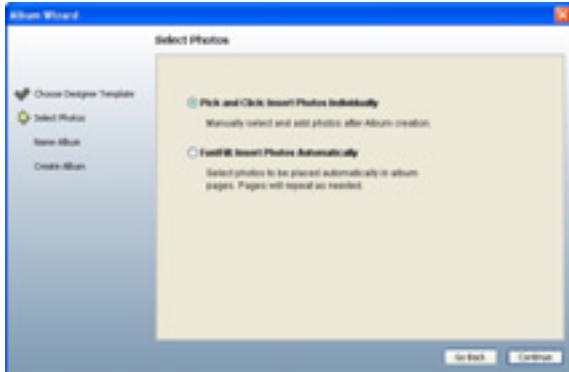 Album Wizard
Select Photos
Choose Designer Template
Select Photos
Name Album
Create Album
Pick and Click: Insert Photos Individually
Manually select and add photos after Album creation.
FastFill: Insert Photos Automatically
Select photos to be placed automatically in album
pages. Pages will repeat as needed.
Go Back
Continue